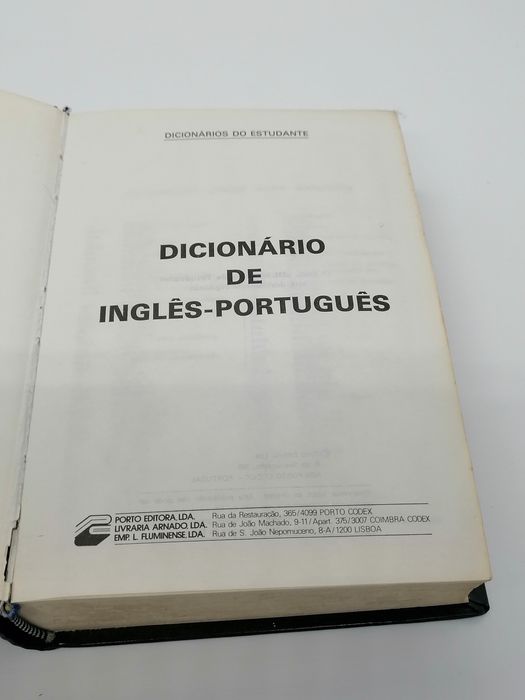 DICIONÁRIOS DO ESTUDANTE
DICIONÁRIO
DE
INGLÊS-PORTUGUÊS
PORTO EDITORA, LDA. Rua da Restauração, 365/4099 PORTO CODEX
LIVRARIA ARNADO, LDA. Rua de João Machado, 9-11/Apart. 375/3007 COIMBRA CODEX
EMP. L. FLUMINENSE, LDA. Rua de S. João Nepomuceno, 8-A/1200 LISBOA